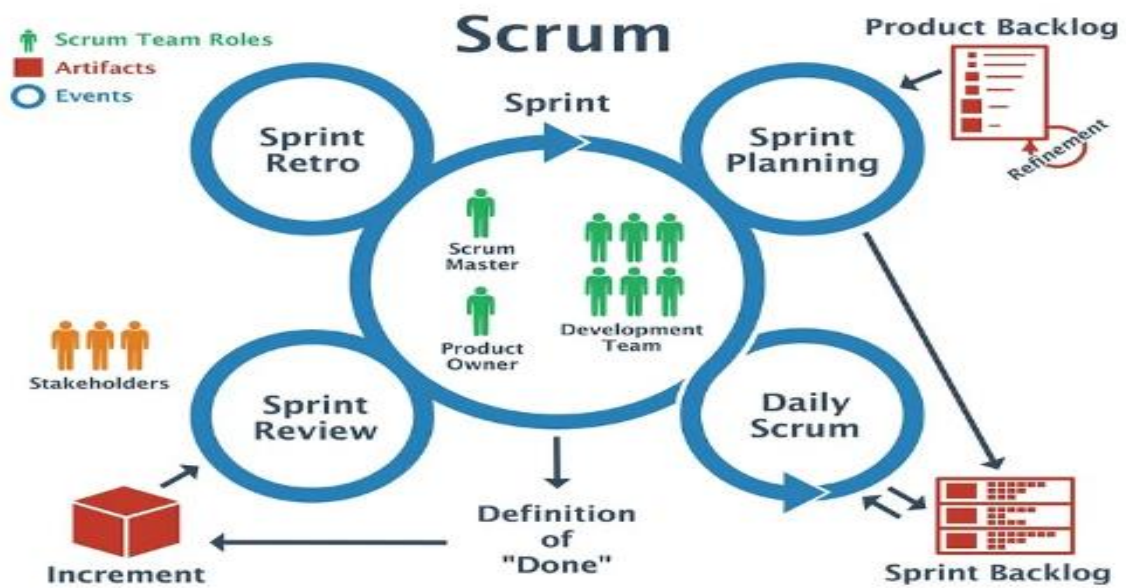 Scrum
Scrum Team Roles
Artifacts
Events
Product Backlog
Refinement
Sprint
Sprint
Retro
Sprint
Planning
Scrum
Master
Product
Owner
Development
Team
Stakeholders
Sprint
Review
Daily
Scrum
Definition
of
"Done"
Increment
Sprint Backlog